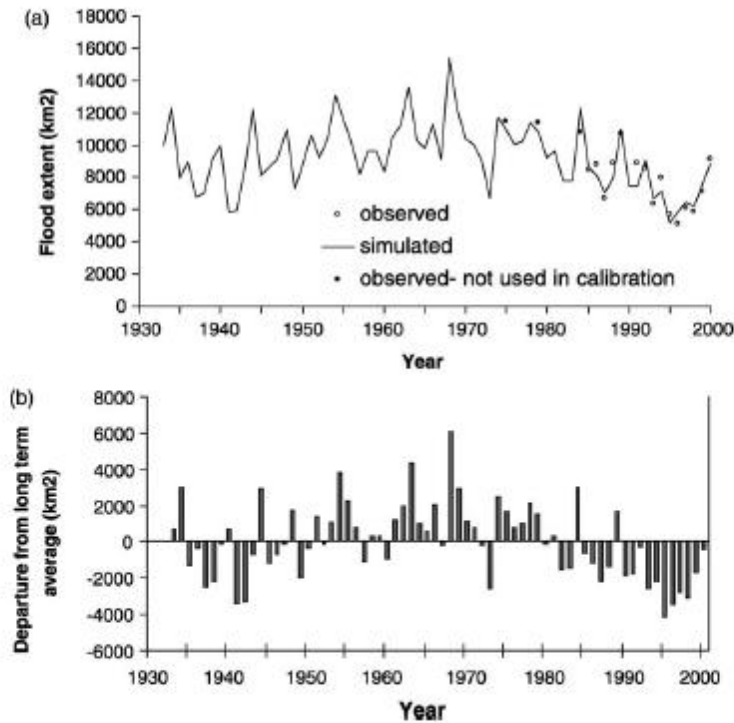 (a)
18000
16000
14000
12000
10000
8000
6000
4000
2000
0
Flood extent (km2)
observed
simulated
observed- not used in calibration
1930 1940 1950 1960 1970 1980 1990 2000
Year
(b)
8000
6000
4000
2000
0
-2000
-4000
-6000
Departure from long term
average (km2)
1930 1940 1950 1960 1970 1980 1990 2000
Year